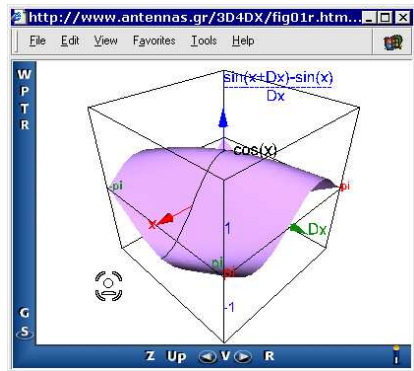 http://www.antennas.gr/3D4DX/fig01r.htm...
File Edit View Favorites Tools Help
W
P
T
R
sin(x+Dx)-sin(x)
Dx
cos(x)
-pi
pi
x
1
Dx
pi
pi
-1
G
S
Z Up V R
i